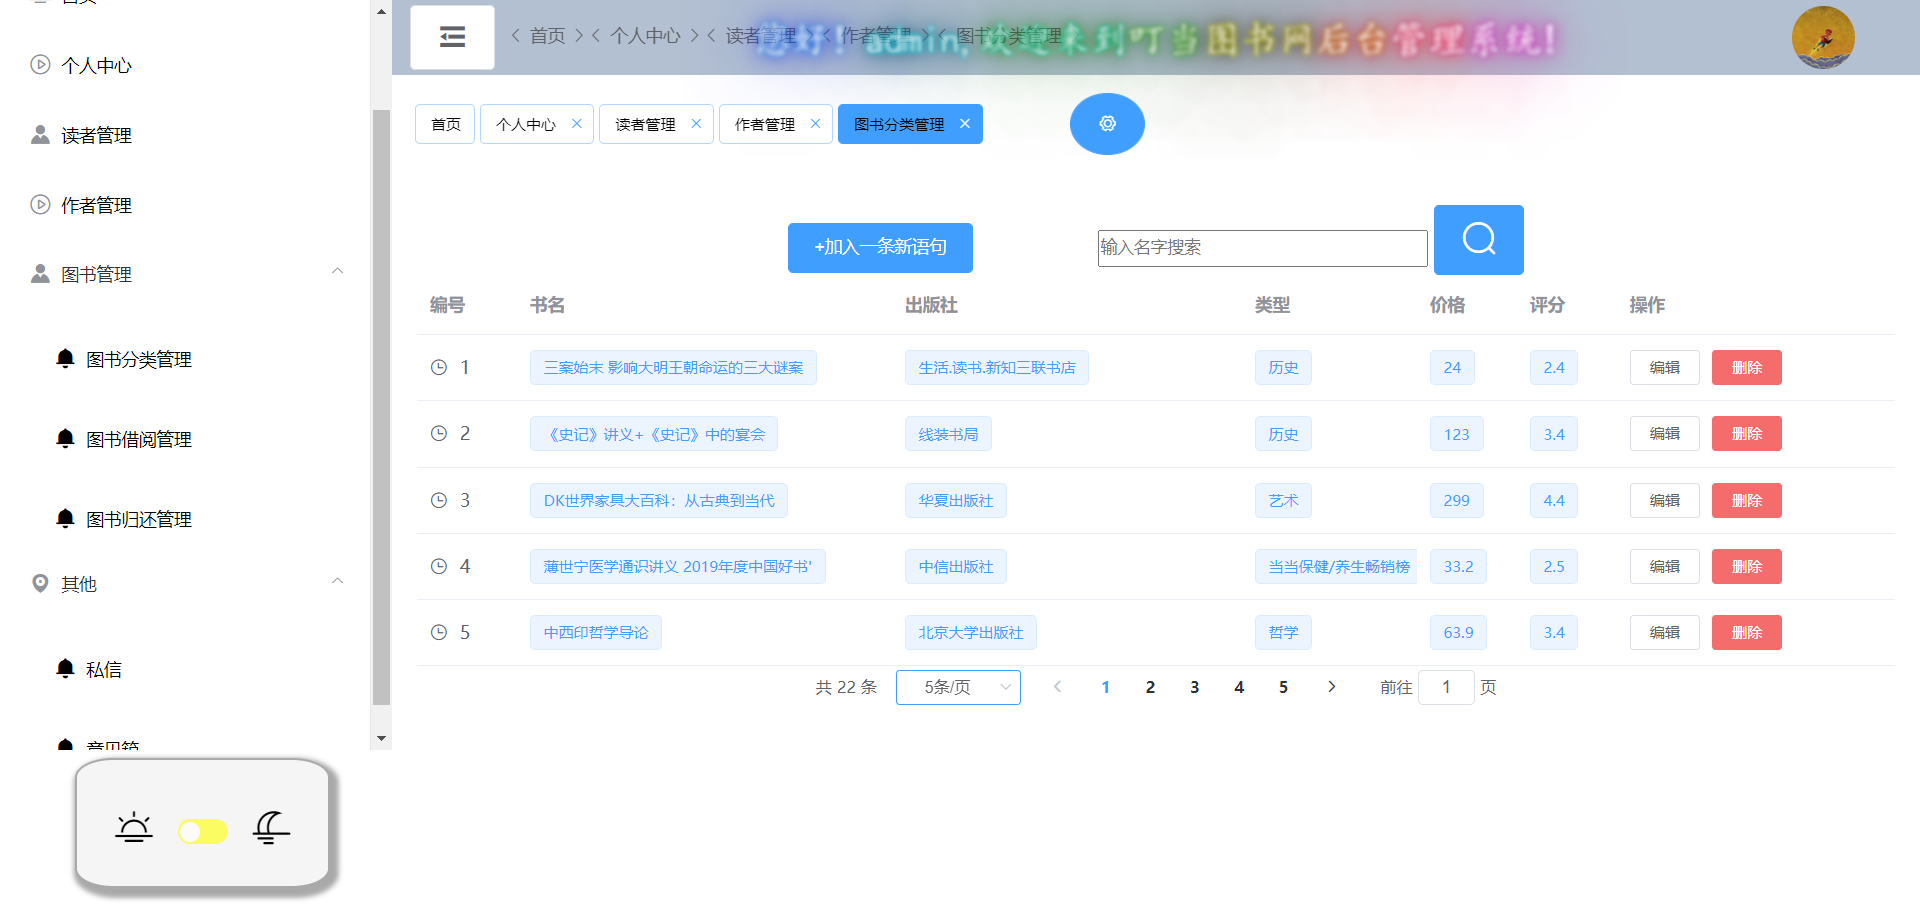 首页
个人中心
读者管理
作者管理
图书管理
图书分类管理
图书借阅管理
图书归还管理
其他
私信
意见箱
首页 个人中心 读者管理 作者管理 图书分类管理
您好！admin,欢迎来到叮当图书网后台管理系统！
首页 个人中心 读者管理 作者管理 图书分类管理
+加入一条新语句 输入名字搜索
编号 书名 出版社 类型 价格 评分 操作
1 三案始末 影响大明王朝命运的三大谜案 生活.读书.新知三联书店 历史 24 2.4 编辑 删除
2 《史记》讲义+《史记》中的宴会 线装书局 历史 123 3.4 编辑 删除
3 DK世界家具大百科：从古典到当代 华夏出版社 艺术 299 4.4 编辑 删除
4 薄世宁医学通识讲义 2019年度中国好书' 中信出版社 当当保健/养生畅销榜 33.2 2.5 编辑 删除
5 中西印哲学导论 北京大学出版社 哲学 63.9 3.4 编辑 删除
共 22 条 5条/页 1 2 3 4 5 前往 1 页